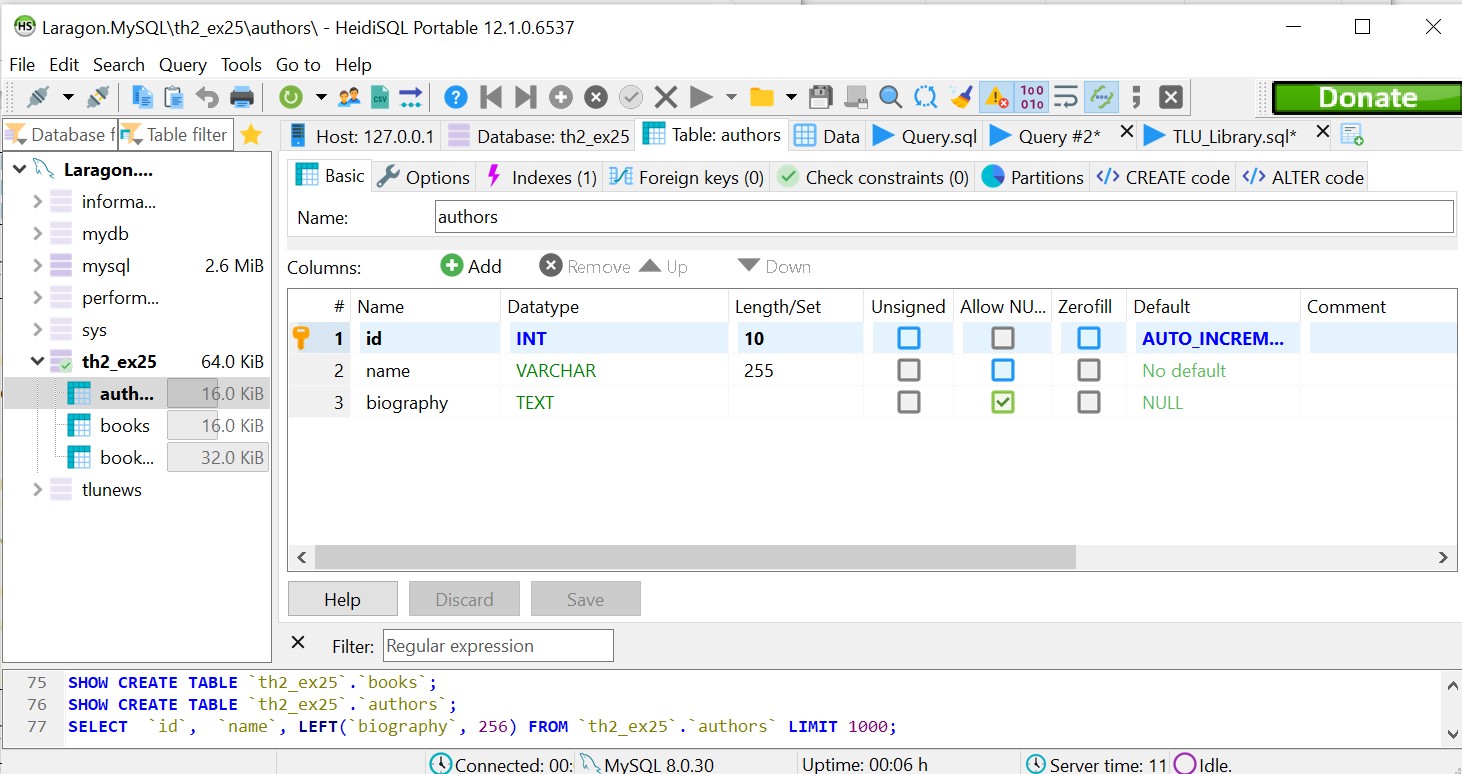 HS Laragon.MySQL\th2_ex25\authors\ - HeidiSQL Portable 12.1.0.6537
File Edit Search Query Tools Go to Help
CSV 100 010 Donate
Database f Table filter Host: 127.0.0.1 Database: th2_ex25 Table: authors Data Query.sql Query #2* TLU_Library.sql*
Laragon.... Basic Options Indexes (1) Foreign keys (0) Check constraints (0) Partitions CREATE code ALTER code
informa... Name: authors
mydb
mysql 2.6 MiB Columns: Add Remove Up Down
perform... # Name Datatype Length/Set Unsigned Allow NU... Zerofill Default Comment
sys 1 id INT 10 AUTO_INCREM...
th2_ex25 64.0 KiB 2 name VARCHAR 255 No default
auth... 16.0 KiB 3 biography TEXT NULL
books 16.0 KiB
book... 32.0 KiB
tlunews
Help Discard Save
Filter: Regular expression
75 SHOW CREATE TABLE `th2_ex25`.`books`;
76 SHOW CREATE TABLE `th2_ex25`.`authors`;
77 SELECT `id`, `name`, LEFT(`biography`, 256) FROM `th2_ex25`.`authors` LIMIT 1000;
Connected: 00: MySQL 8.0.30 Uptime: 00:06 h Server time: 11 Idle.